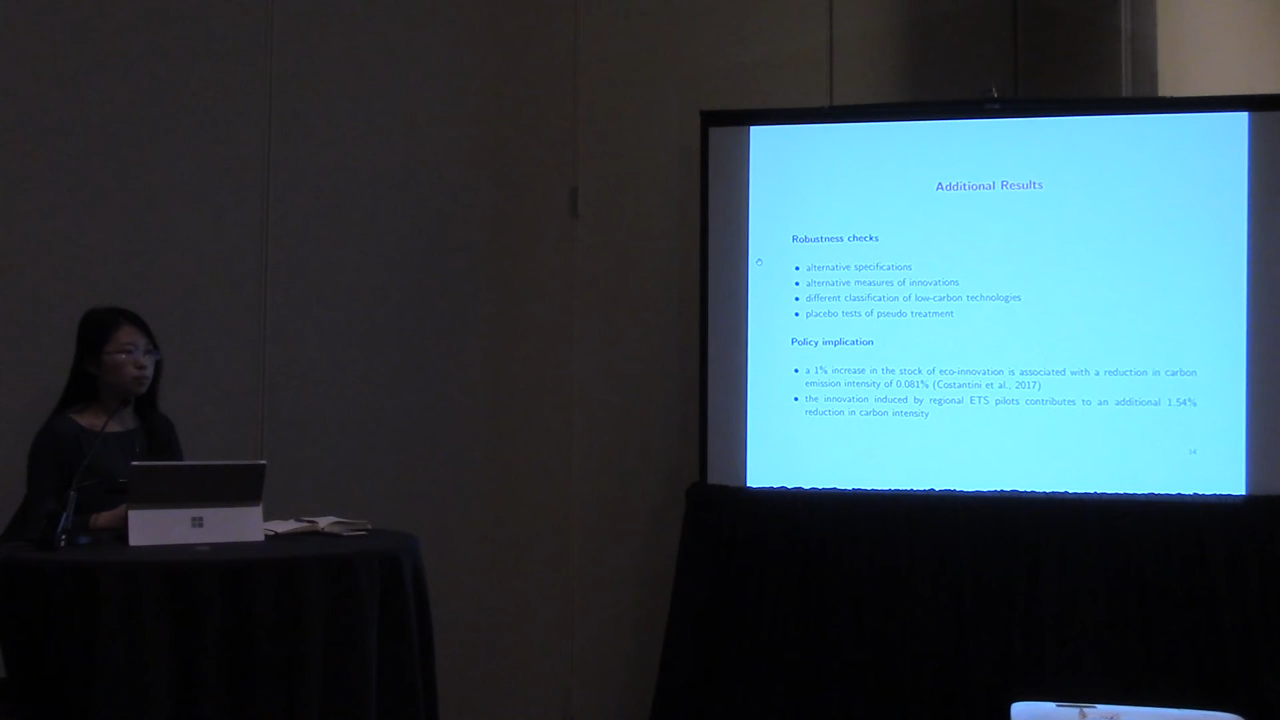 Additional Results
Robustness checks
• alternative specifications
• alternative measures of innovations
• different classification of low-carbon technologies
• placebo tests of pseudo treatment
Policy implication
• a 1% increase in the stock of eco-innovation is associated with a reduction in carbon
emission intensity of 0.081% (Costantini et al., 2017)
• the innovation induced by regional ETS pilots contributes to an additional 1.54%
reduction in carbon intensity
14